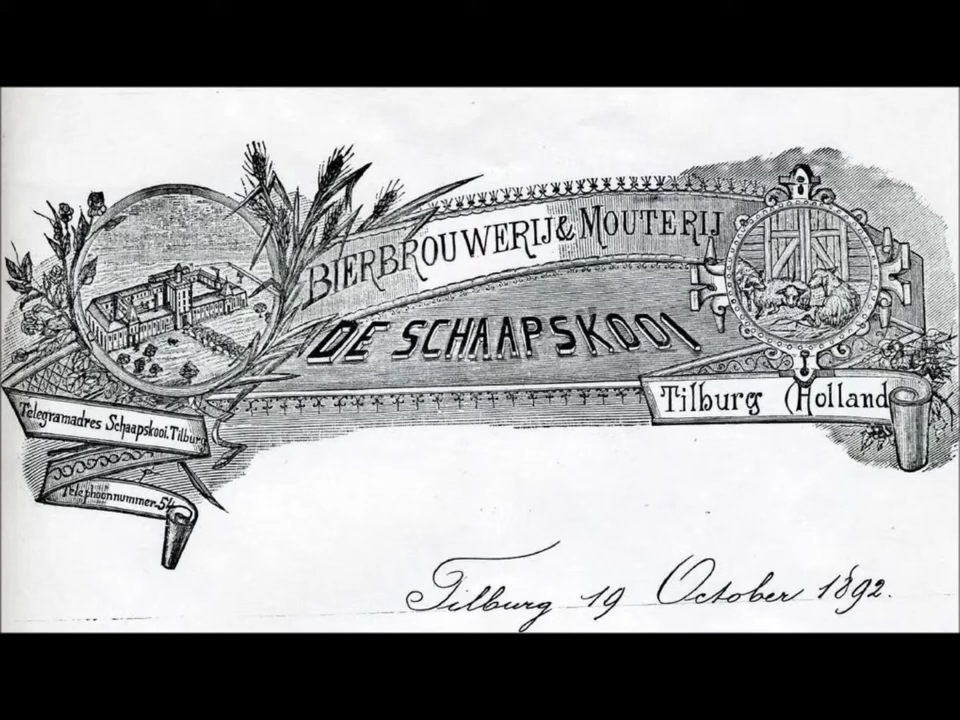 BIERBROUWERIJ & MOUTERIJ
DE SCHAAPSKOOI
Tilburg (Holland
Telegramadres Schaapskooi. Tilburg
Telephoonnummer 54
Tilburg 19 October 1892.